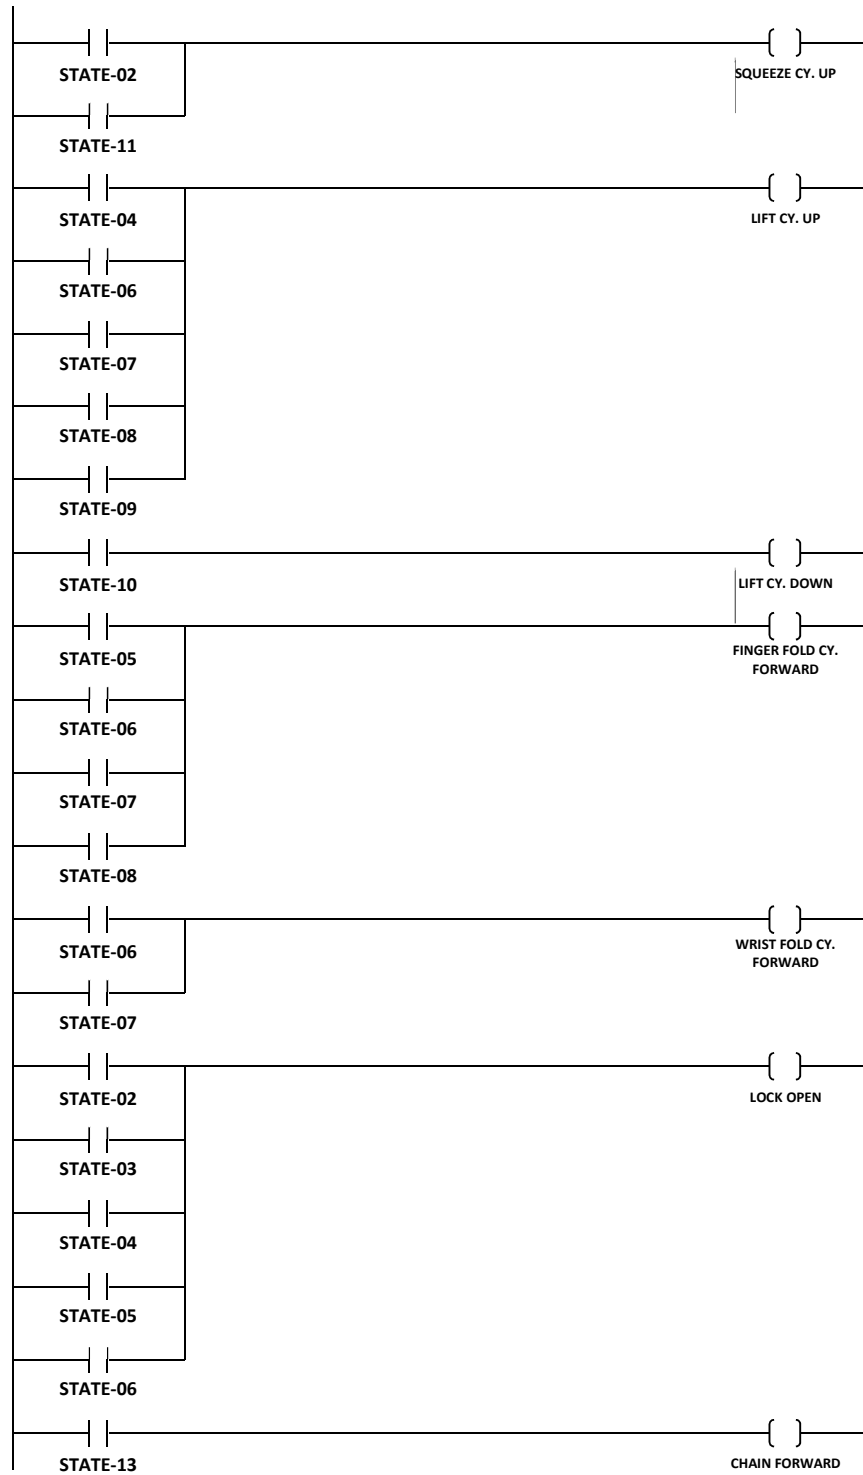 STATE-02
SQUEEZE CY. UP
STATE-11
STATE-04
LIFT CY. UP
STATE-06
STATE-07
STATE-08
STATE-09
STATE-10
LIFT CY. DOWN
STATE-05
FINGER FOLD CY.
FORWARD
STATE-06
STATE-07
STATE-08
STATE-06
WRIST FOLD CY.
FORWARD
STATE-07
STATE-02
LOCK OPEN
STATE-03
STATE-04
STATE-05
STATE-06
STATE-13
CHAIN FORWARD